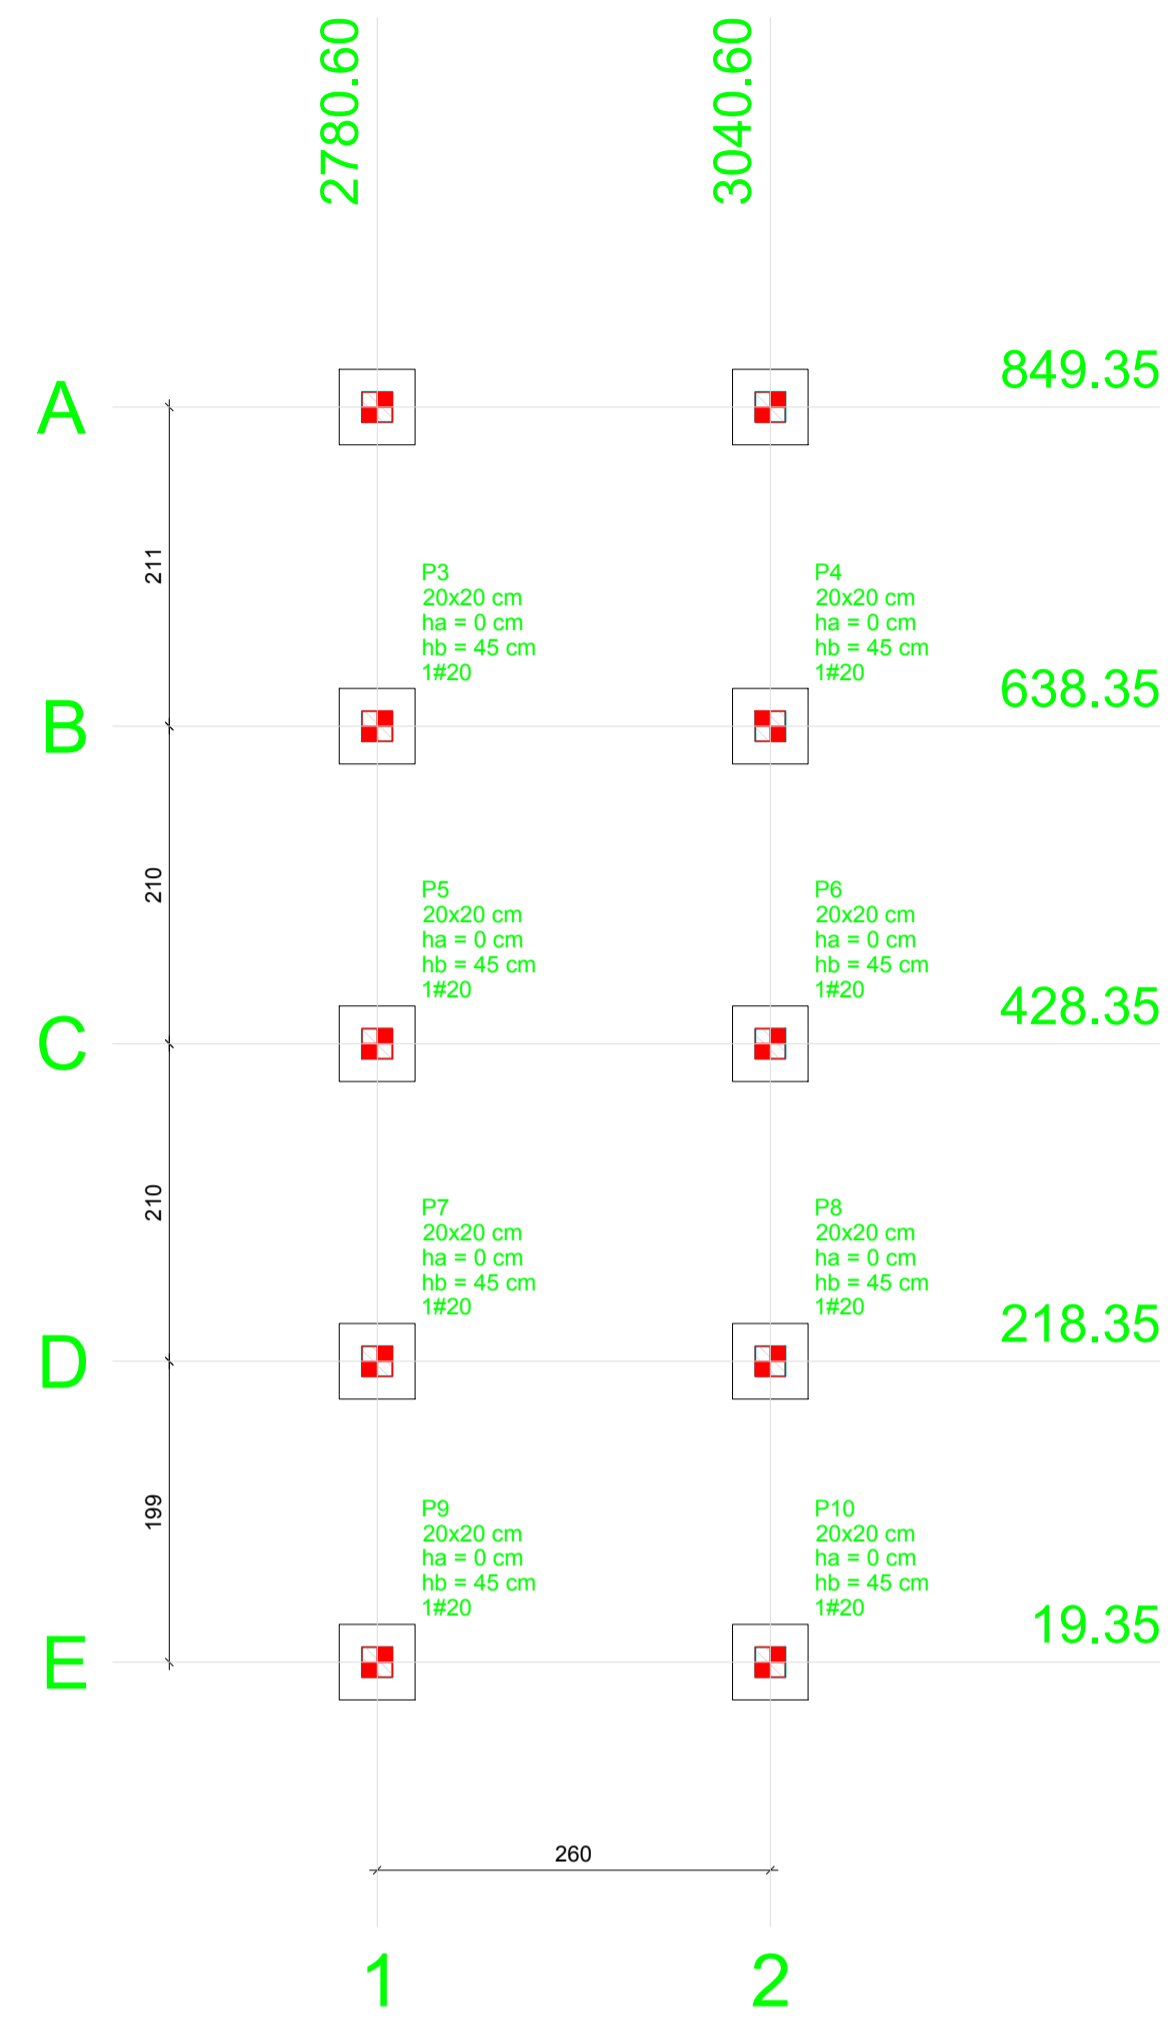 2780.60
3040.60
A
849.35
211
P3
20x20 cm
ha = 0 cm
hb = 45 cm
1#20
P4
20x20 cm
ha = 0 cm
hb = 45 cm
1#20
B
638.35
210
P5
20x20 cm
ha = 0 cm
hb = 45 cm
1#20
P6
20x20 cm
ha = 0 cm
hb = 45 cm
1#20
C
428.35
210
P7
20x20 cm
ha = 0 cm
hb = 45 cm
1#20
P8
20x20 cm
ha = 0 cm
hb = 45 cm
1#20
D
218.35
199
P9
20x20 cm
ha = 0 cm
hb = 45 cm
1#20
P10
20x20 cm
ha = 0 cm
hb = 45 cm
1#20
E
19.35
260
1
2